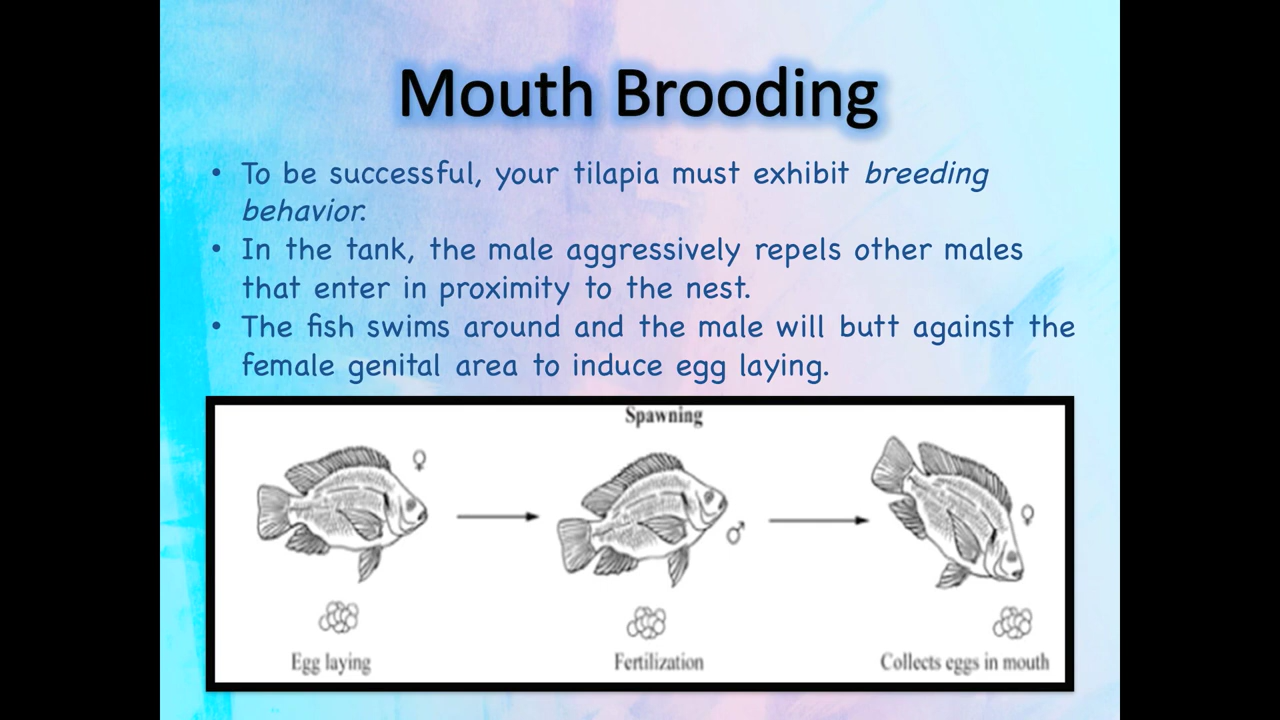 Mouth Brooding
• To be successful, your tilapia must exhibit breeding
behavior.
• In the tank, the male aggressively repels other males
that enter in proximity to the nest.
• The fish swims around and the male will butt against the
female genital area to induce egg laying.
Spawning
♀
♂
♀
Egg laying
Fertilization
Collects eggs in mouth